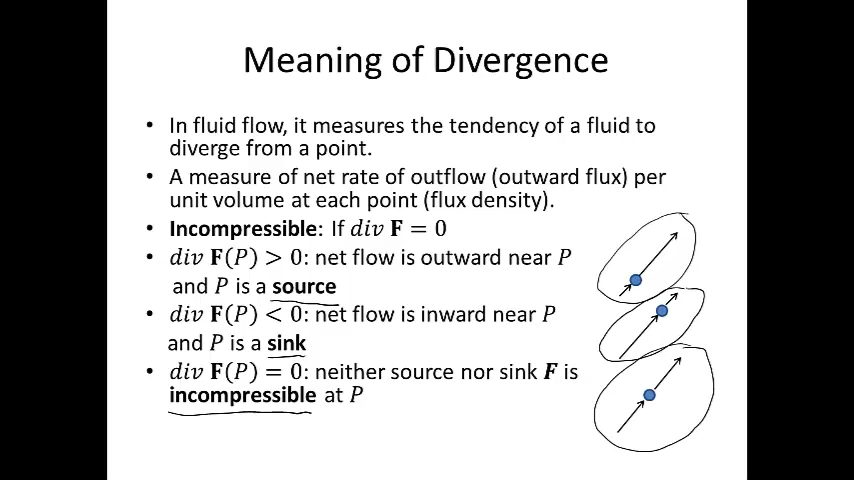 Meaning of Divergence
• In fluid flow, it measures the tendency of a fluid to
diverge from a point.
• A measure of net rate of outflow (outward flux) per
unit volume at each point (flux density).
• Incompressible: If div F = 0
• div F(P) > 0: net flow is outward near P
and P is a source
• div F(P) < 0: net flow is inward near P
and P is a sink
• div F(P) = 0: neither source nor sink F is
incompressible at P